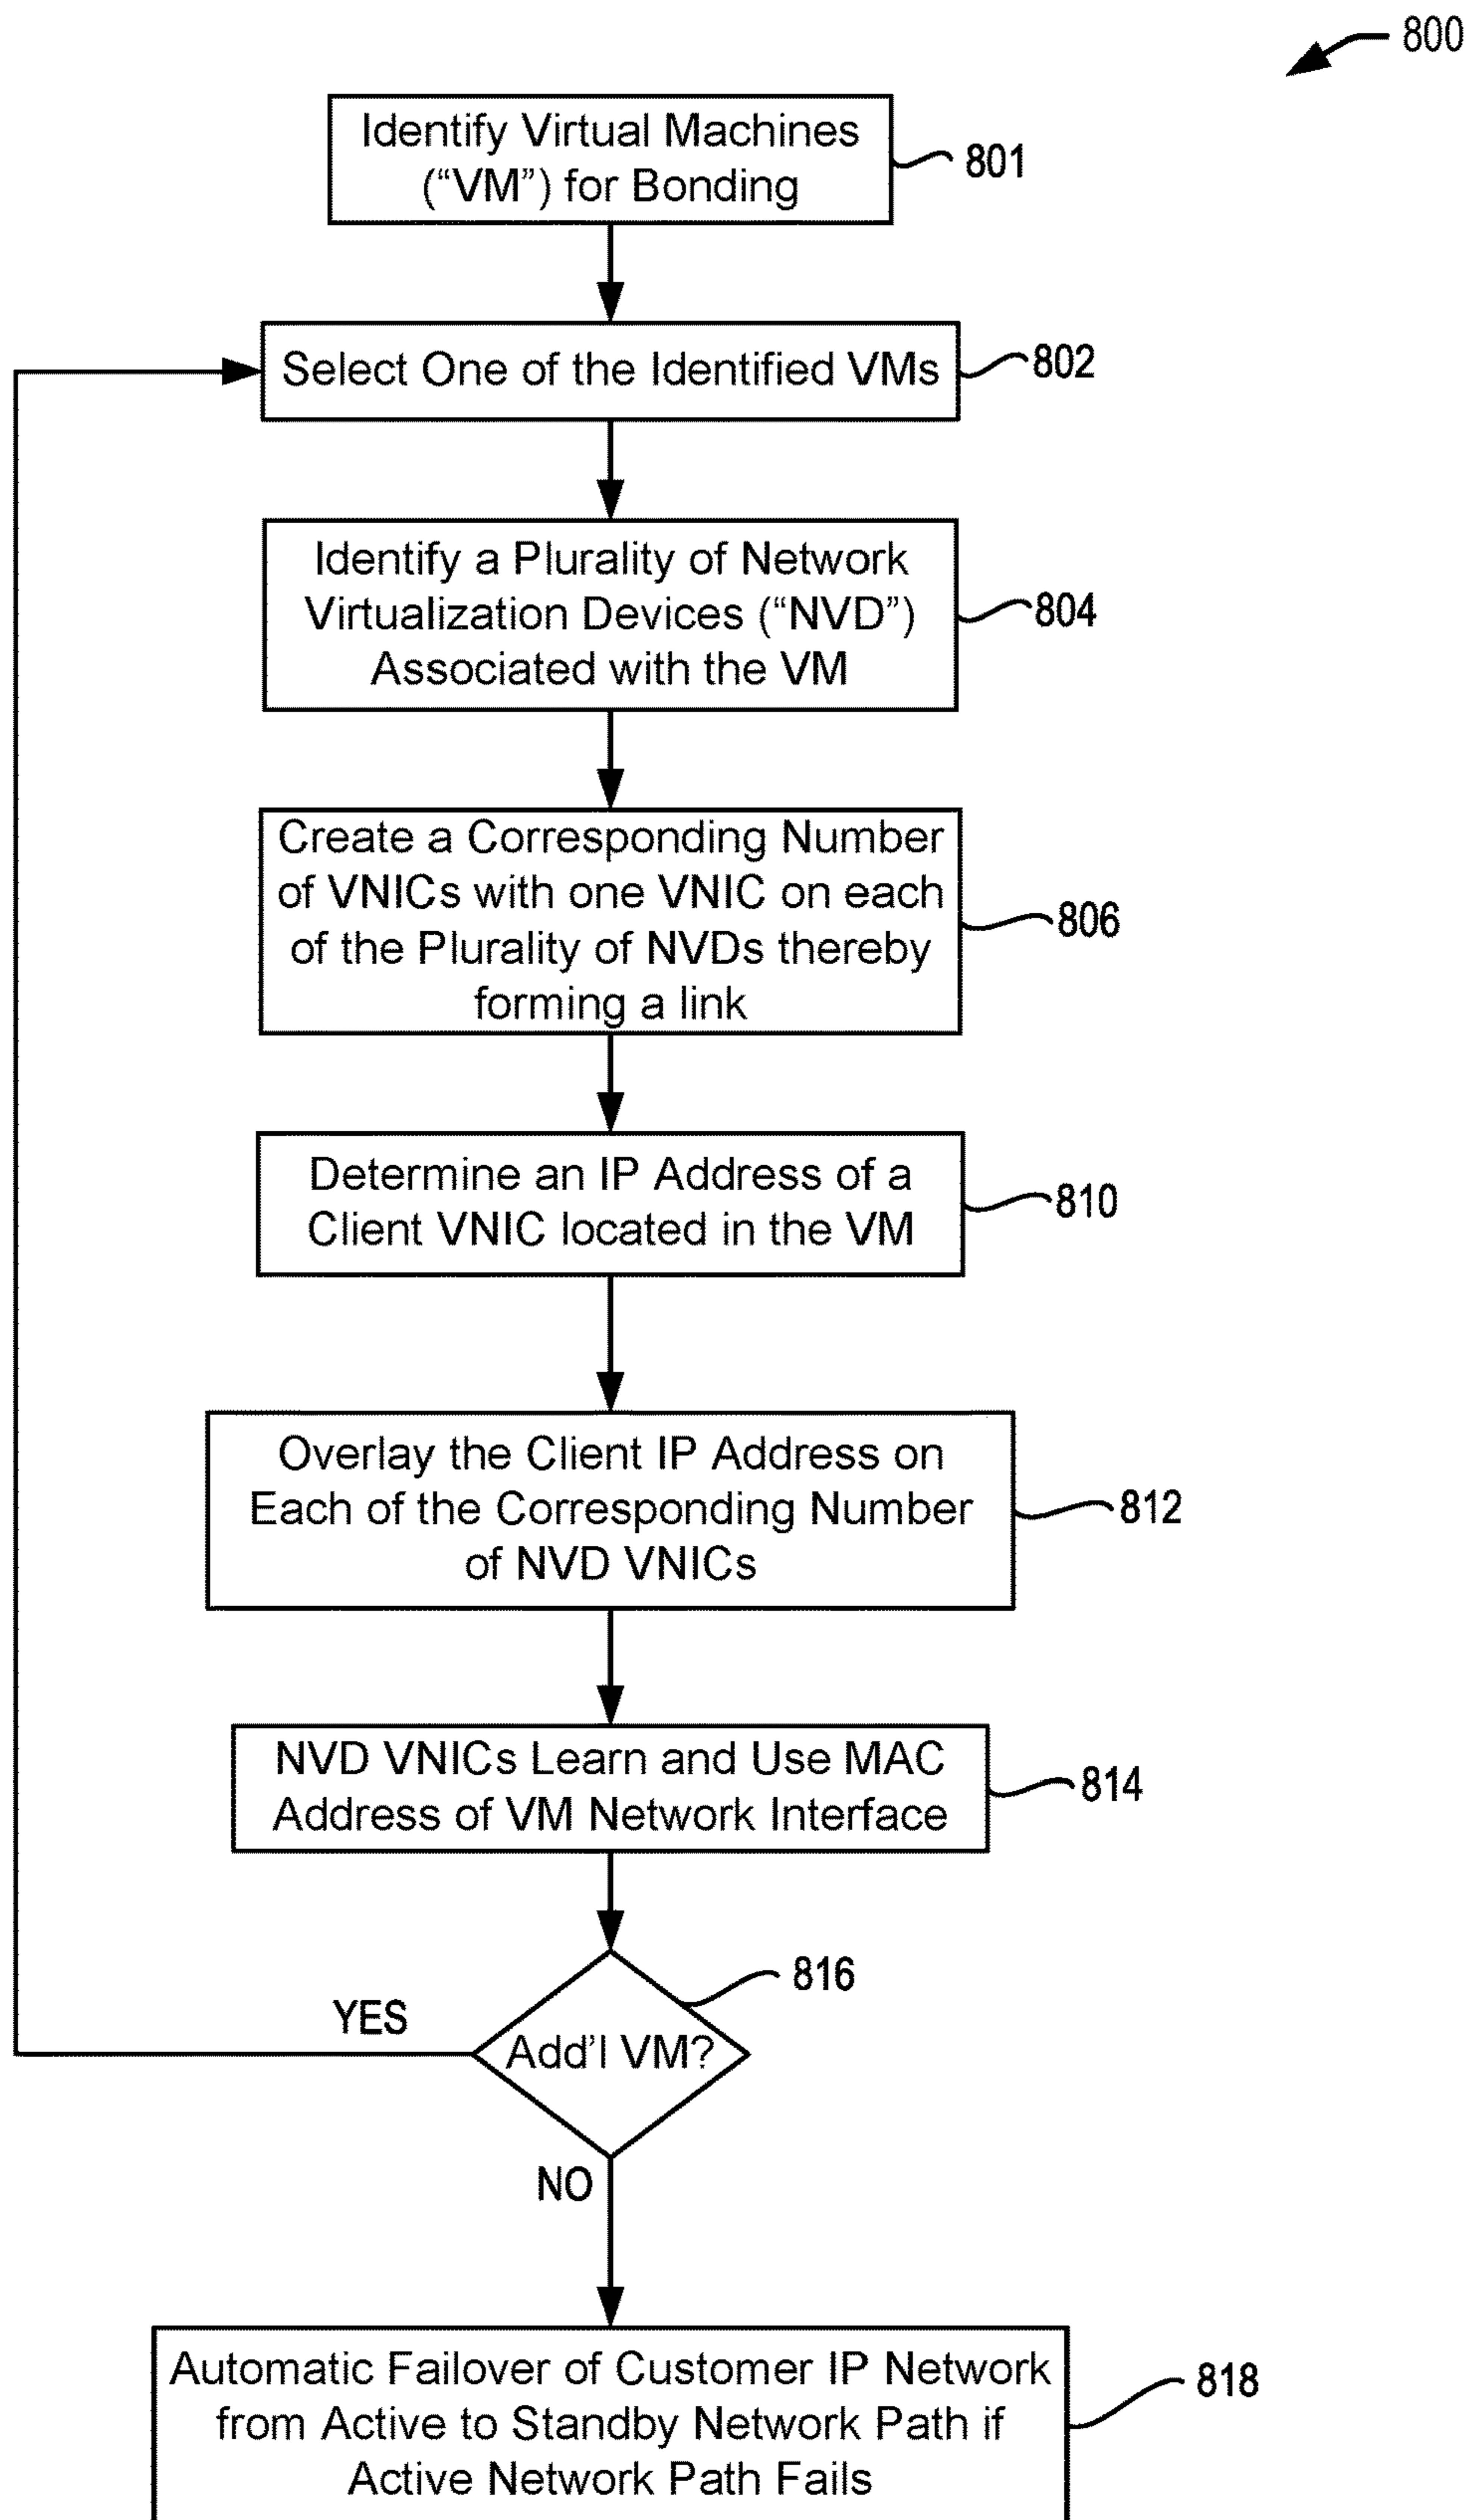 800
Identify Virtual Machines
(“VM”) for Bonding
801
Select One of the Identified VMs
802
Identify a Plurality of Network
Virtualization Devices (“NVD”)
Associated with the VM
804
Create a Corresponding Number
of VNICs with one VNIC on each
of the Plurality of NVDs thereby
forming a link
806
Determine an IP Address of a
Client VNIC located in the VM
810
Overlay the Client IP Address on
Each of the Corresponding Number
of NVD VNICs
812
NVD VNICs Learn and Use MAC
Address of VM Network Interface
814
816
YES
Add’l VM?
NO
Automatic Failover of Customer IP Network
from Active to Standby Network Path if
Active Network Path Fails
818